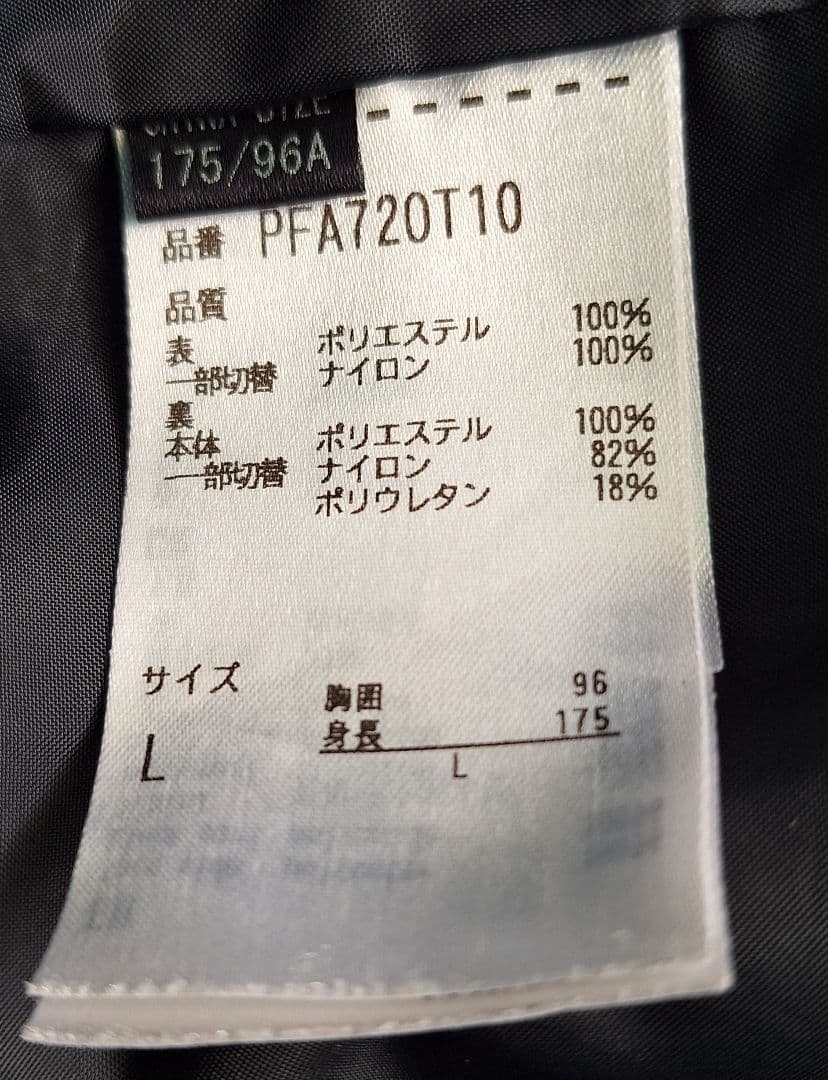 175/96A
品番 PFA720T10
品質
表 ポリエステル 100%
一部切替 ナイロン 100%
裏
本体 ポリエステル 100%
一部切替 ナイロン 82%
ポリウレタン 18%
サイズ
胸囲 96
身長 175
L
L